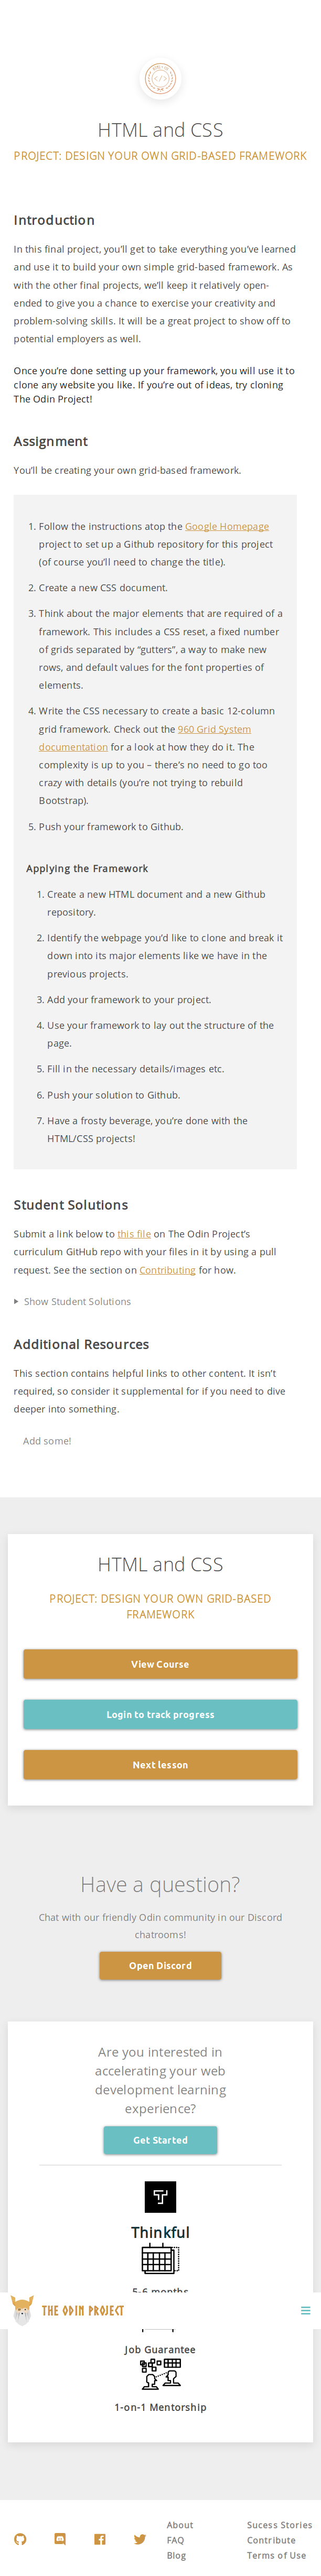 HTML and CSS
PROJECT: DESIGN YOUR OWN GRID-BASED FRAMEWORK
Introduction
In this final project, you'll get to take everything you've learned
and use it to build your own simple grid-based framework. As
with the other final projects, we'll keep it relatively open-
ended to give you a chance to exercise your creativity and
problem-solving skills. It will be a great project to show off to
potential employers as well.
Once you're done setting up your framework, you will use it to
clone any website you like. If you're out of ideas, try cloning
The Odin Project!
Assignment
You'll be creating your own grid-based framework.
1. Follow the instructions atop the Google Homepage
project to set up a Github repository for this project
(of course you'll need to change the title).
2. Create a new CSS document.
3. Think about the major elements that are required of a
framework. This includes a CSS reset, a fixed number
of grids separated by “gutters”, a way to make new
rows, and default values for the font properties of
elements.
4. Write the CSS necessary to create a basic 12-column
grid framework. Check out the 960 Grid System
documentation for a look at how they do it. The
complexity is up to you – there's no need to go too
crazy with details (you're not trying to rebuild
Bootstrap).
5. Push your framework to Github.
Applying the Framework
1. Create a new HTML document and a new Github
repository.
2. Identify the webpage you'd like to clone and break it
down into its major elements like we have in the
previous projects.
3. Add your framework to your project.
4. Use your framework to lay out the structure of the
page.
5. Fill in the necessary details/images etc.
6. Push your solution to Github.
7. Have a frosty beverage, you're done with the
HTML/CSS projects!
Student Solutions
Submit a link below to this file on The Odin Project's
curriculum GitHub repo with your files in it by using a pull
request. See the section on Contributing for how.
Show Student Solutions
Additional Resources
This section contains helpful links to other content. It isn't
required, so consider it supplemental for if you need to dive
deeper into something.
Add some!
HTML and CSS
PROJECT: DESIGN YOUR OWN GRID-BASED
FRAMEWORK
View Course
Login to track progress
Next lesson
Have a question?
Chat with our friendly Odin community in our Discord
chatrooms!
Open Discord
Are you interested in
accelerating your web
development learning
experience?
Get Started
Thinkful
5-6 months
THE ODIN PROJECT
Job Guarantee
1-on-1 Mentorship
About
FAQ
Blog
Sucess Stories
Contribute
Terms of Use